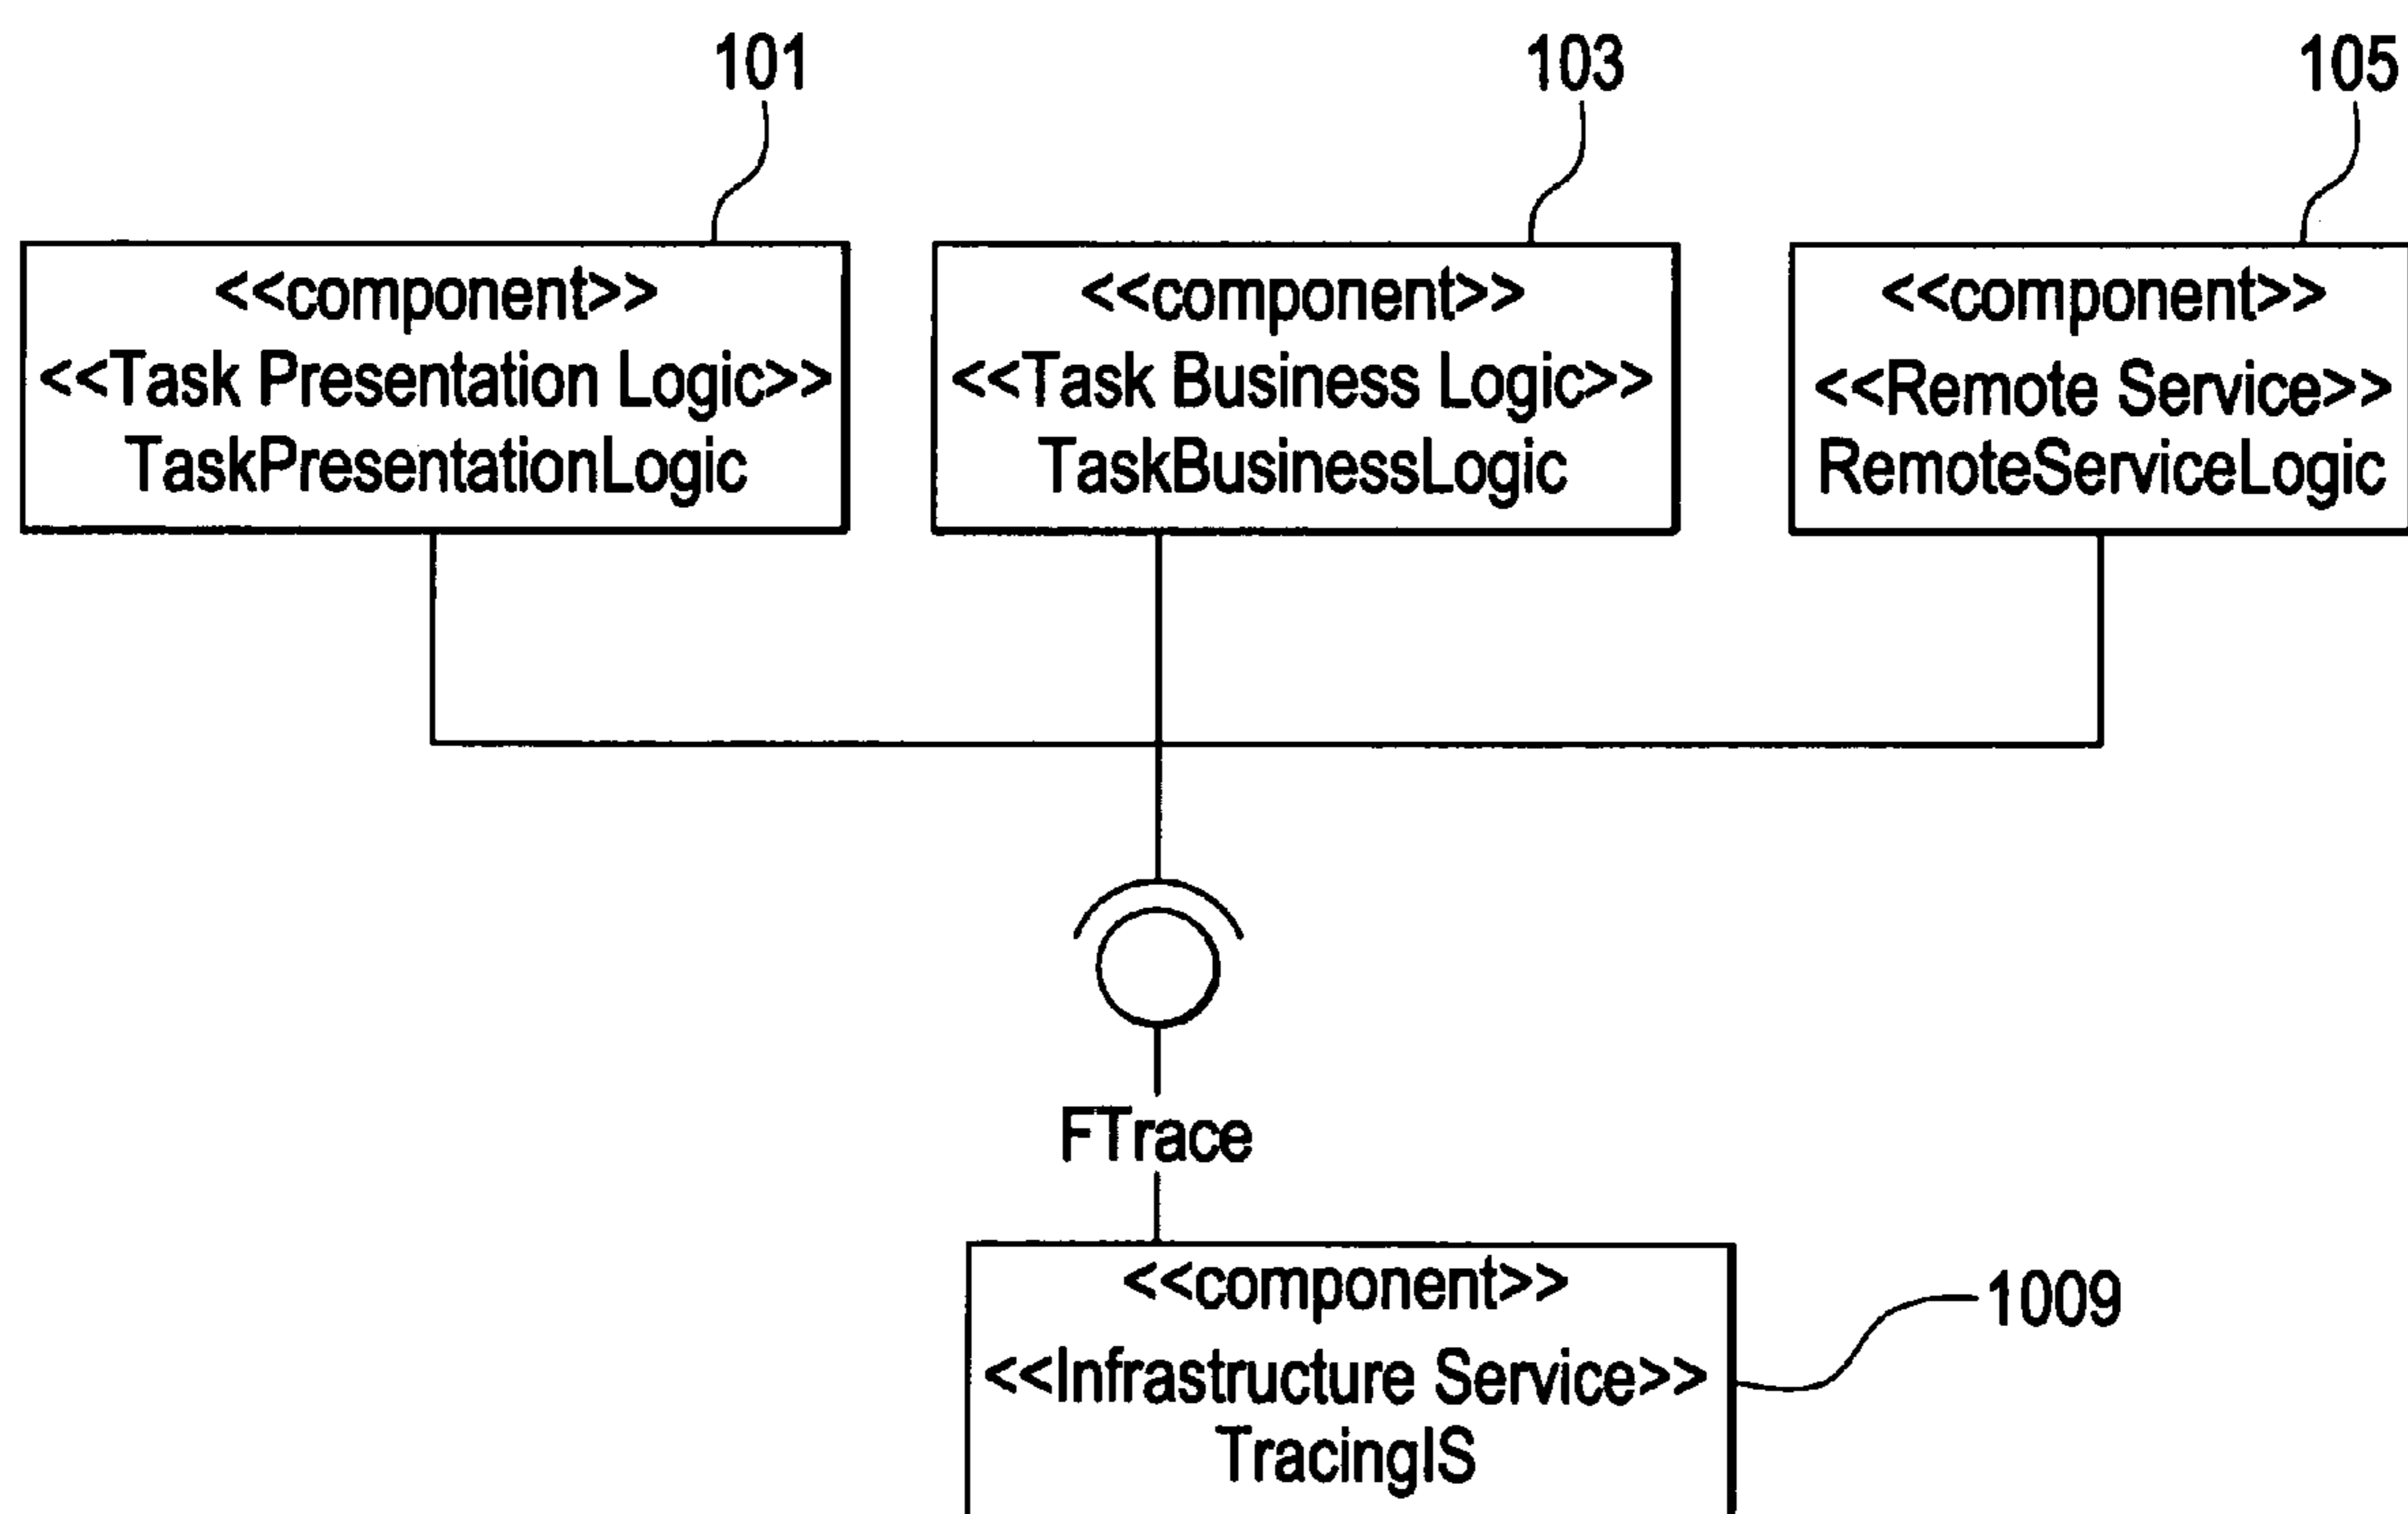 101
103
105
<<component>>
<<Task Presentation Logic>>
TaskPresentationLogic
<<component>>
<<Task Business Logic>>
TaskBusinessLogic
<<component>>
<<Remote Service>>
RemoteServiceLogic
FTrace
<<component>>
<<Infrastructure Service>>
TracingIS
1009